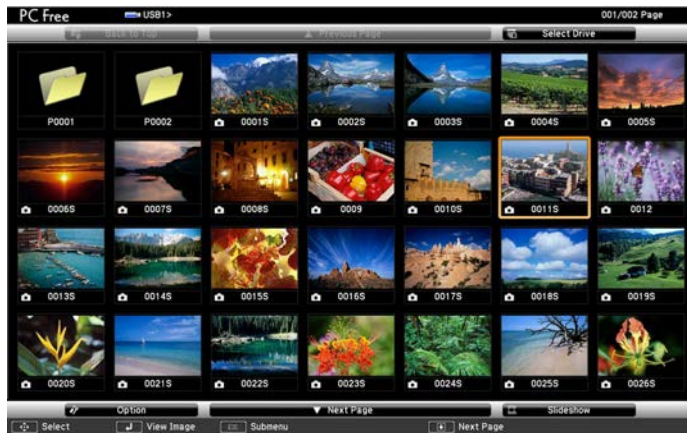 PC Free USB1> 001/002 Page
Back to Top ▲ Previous Page Select Drive
P0001 P0002 0001S 0002S 0003S 0004S 0005S
0006S 0007S 0008S 0009 0010S 0011S 0012
0013S 0014S 0015S 0016S 0017S 0018S 0019S
0020S 0021S 0022S 0023S 0024S 0025S 0026S
Option ▼ Next Page Slideshow
Select View Image Submenu Next Page